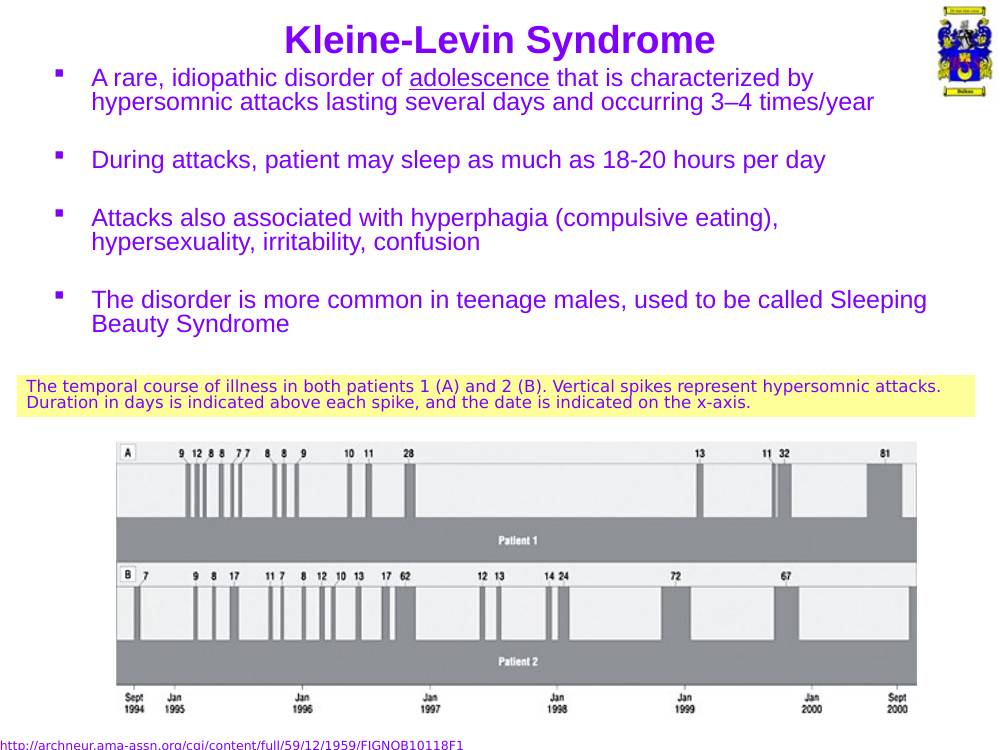 Kleine-Levin Syndrome
▪ A rare, idiopathic disorder of adolescence that is characterized by
hypersomnic attacks lasting several days and occurring 3–4 times/year
▪ During attacks, patient may sleep as much as 18-20 hours per day
▪ Attacks also associated with hyperphagia (compulsive eating),
hypersexuality, irritability, confusion
▪ The disorder is more common in teenage males, used to be called Sleeping
Beauty Syndrome
The temporal course of illness in both patients 1 (A) and 2 (B). Vertical spikes represent hypersomnic attacks.
Duration in days is indicated above each spike, and the date is indicated on the x-axis.
A 9 12 8 8 7 7 8 8 9 10 11 28 13 11 32 81
Patient 1
B 7 9 8 17 11 7 8 12 10 13 17 62 12 13 14 24 72 67
Patient 2
Sept Jan Jan Jan Jan Jan Jan Sept
1994 1995 1996 1997 1998 1999 2000 2000
http://archneur.ama-assn.org/cgi/content/full/59/12/1959/FIGNOB10118F1